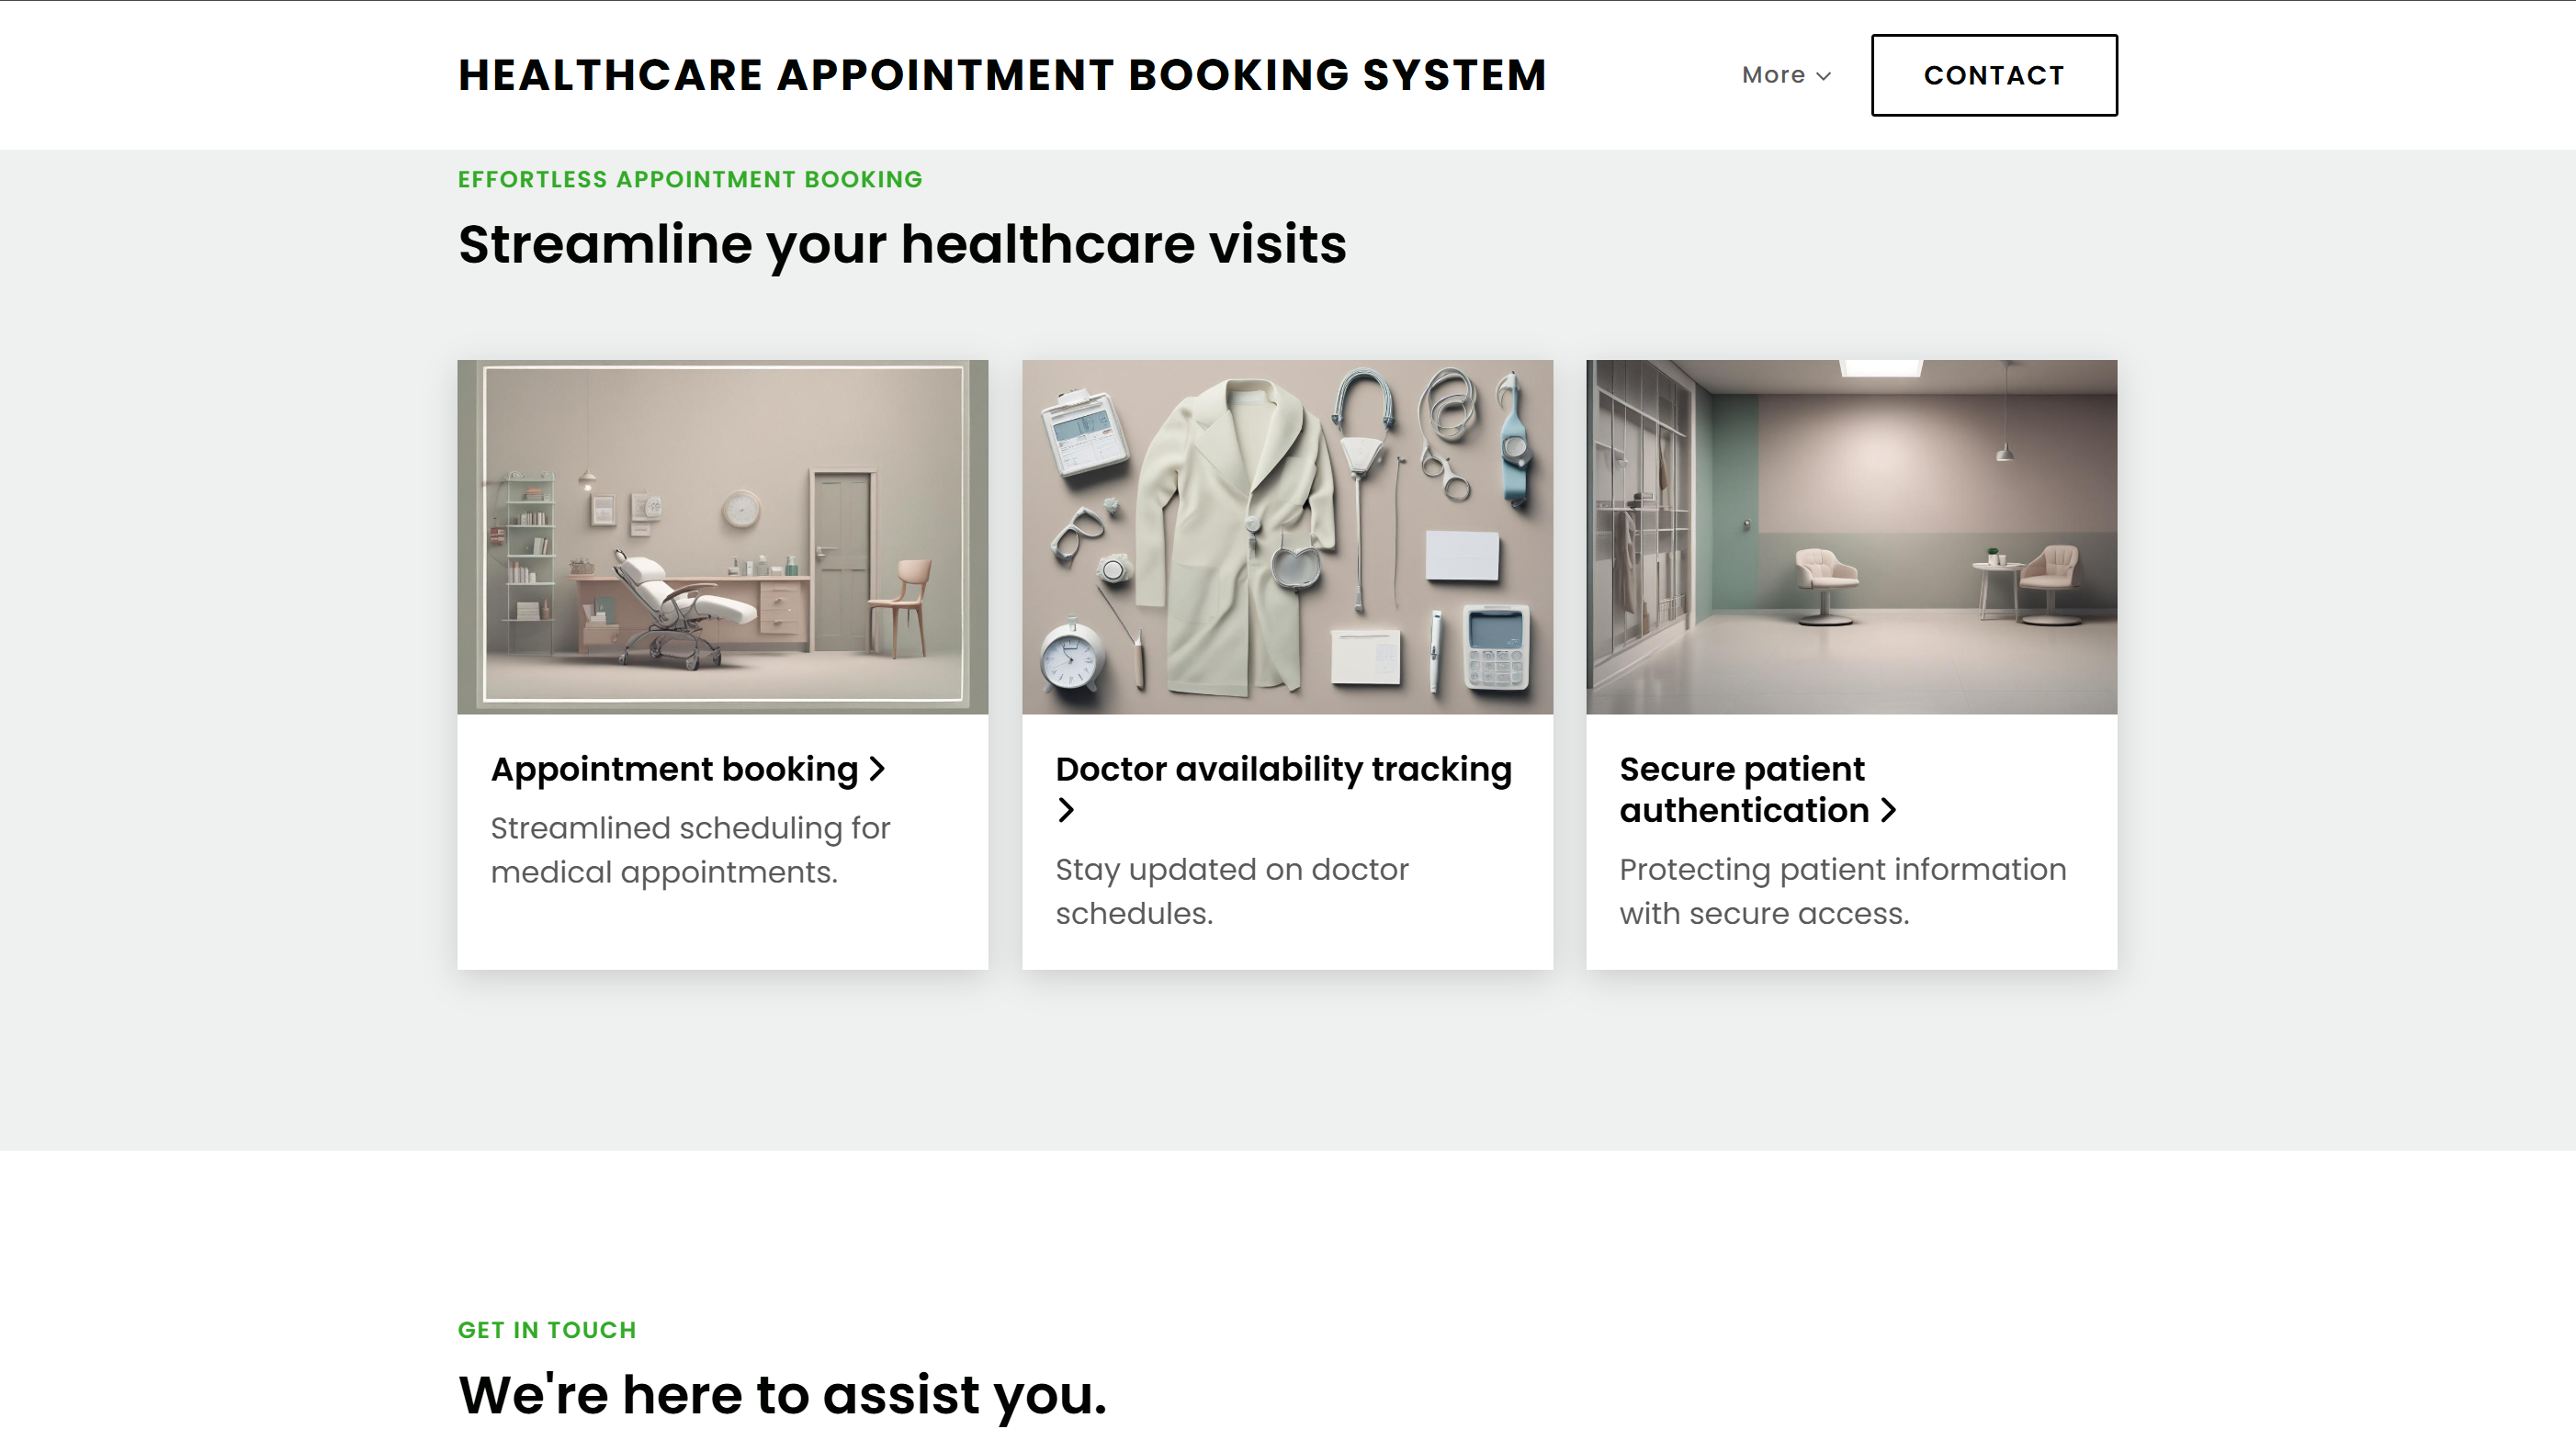 HEALTHCARE APPOINTMENT BOOKING SYSTEM
More
CONTACT
EFFORTLESS APPOINTMENT BOOKING
Streamline your healthcare visits
Appointment booking
Streamlined scheduling for
medical appointments.
Doctor availability tracking
Stay updated on doctor
schedules.
Secure patient
authentication
Protecting patient information
with secure access.
GET IN TOUCH
We're here to assist you.